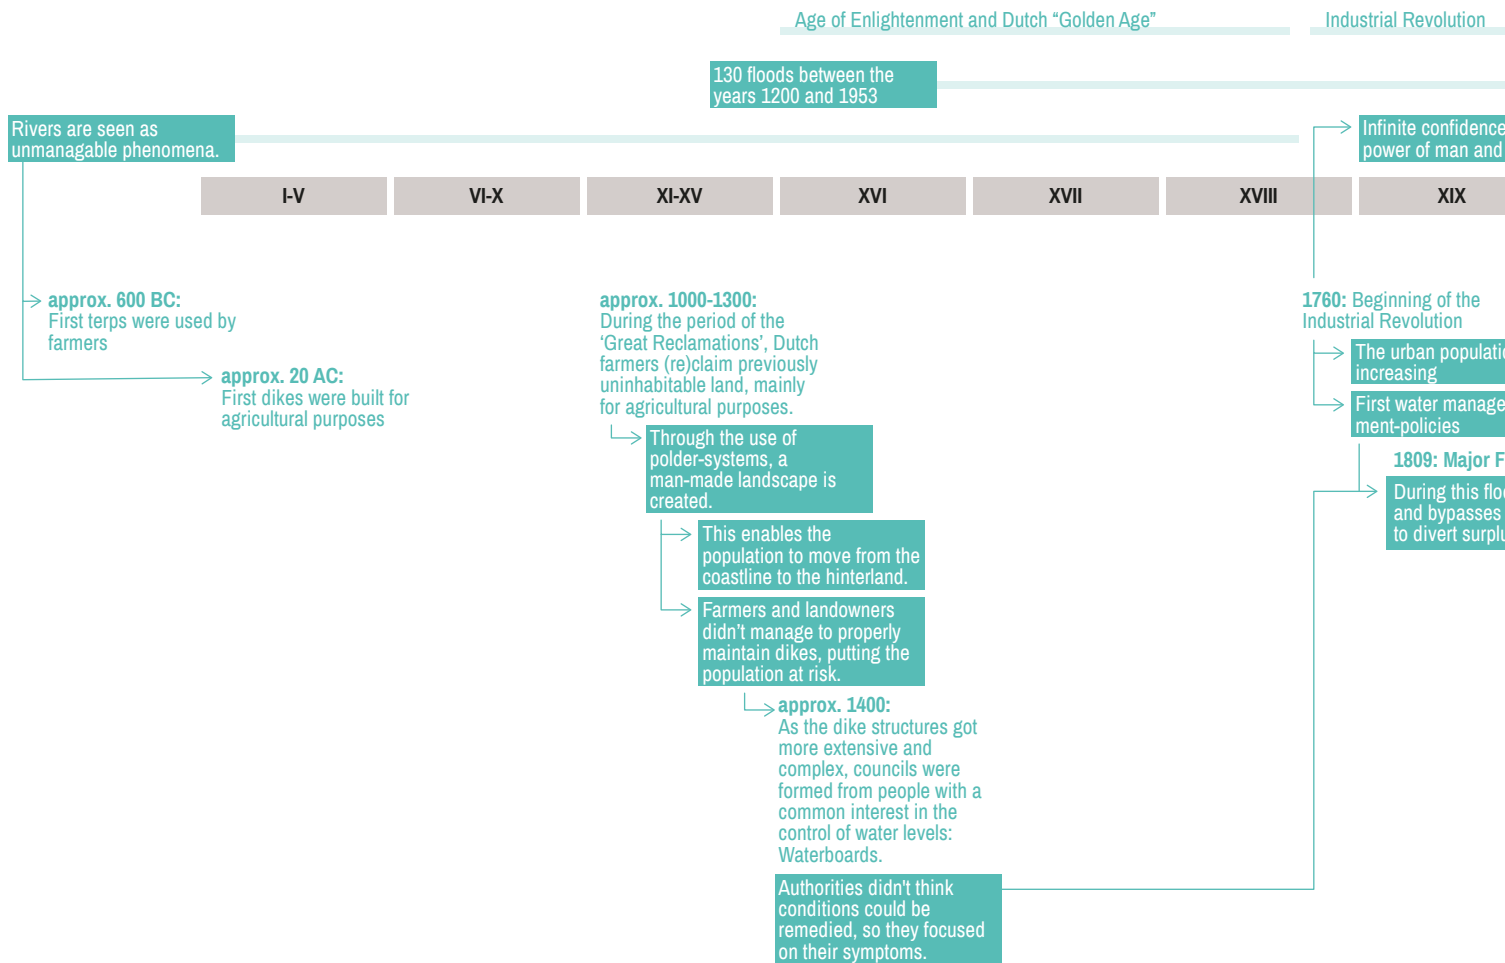 Age of Enlightenment and Dutch “Golden Age”
Industrial Revolution
130 floods between the
years 1200 and 1953
Rivers are seen as
unmanagable phenomena.
Infinite confidence
power of man and
I-V
VI-X
XI-XV
XVI
XVII
XVIII
XIX
approx. 600 BC:
First terps were used by
farmers
approx. 20 AC:
First dikes were built for
agricultural purposes
approx. 1000-1300:
During the period of the
‘Great Reclamations’, Dutch
farmers (re)claim previously
uninhabitable land, mainly
for agricultural purposes.
Through the use of
polder-systems, a
man-made landscape is
created.
This enables the
population to move from the
coastline to the hinterland.
Farmers and landowners
didn’t manage to properly
maintain dikes, putting the
population at risk.
approx. 1400:
As the dike structures got
more extensive and
complex, councils were
formed from people with a
common interest in the
control of water levels:
Waterboards.
Authorities didn't think
conditions could be
remedied, so they focused
on their symptoms.
1760: Beginning of the
Industrial Revolution
The urban
increasing
First water manage
ment-policies
1809: Major
During this
and bypasses
to divert